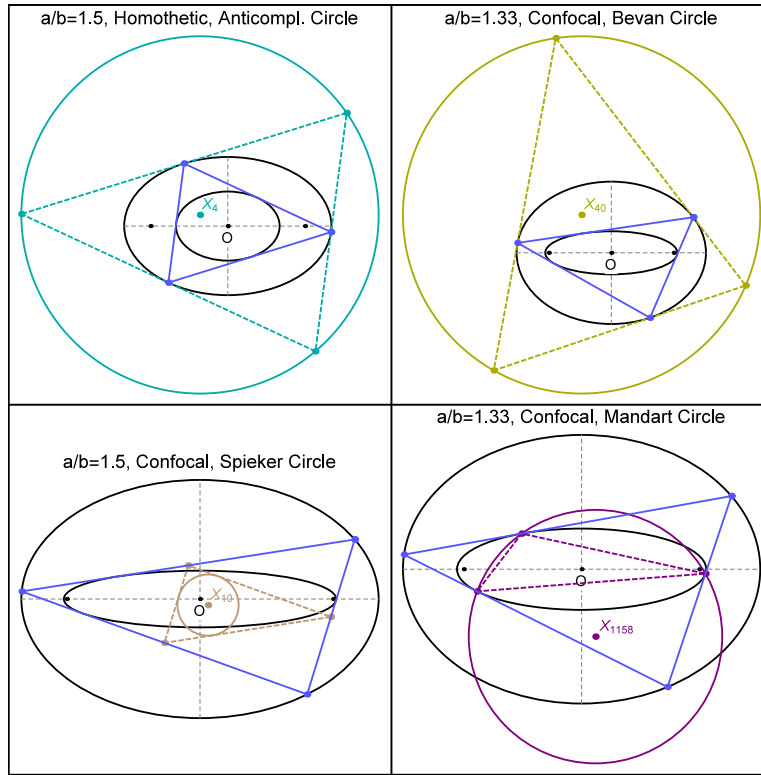 a/b=1.5, Homothetic, Anticompl. Circle
X4
O
a/b=1.33, Confocal, Bevan Circle
X40
O
a/b=1.5, Confocal, Spieker Circle
X10
O
a/b=1.33, Confocal, Mandart Circle
O
X1158